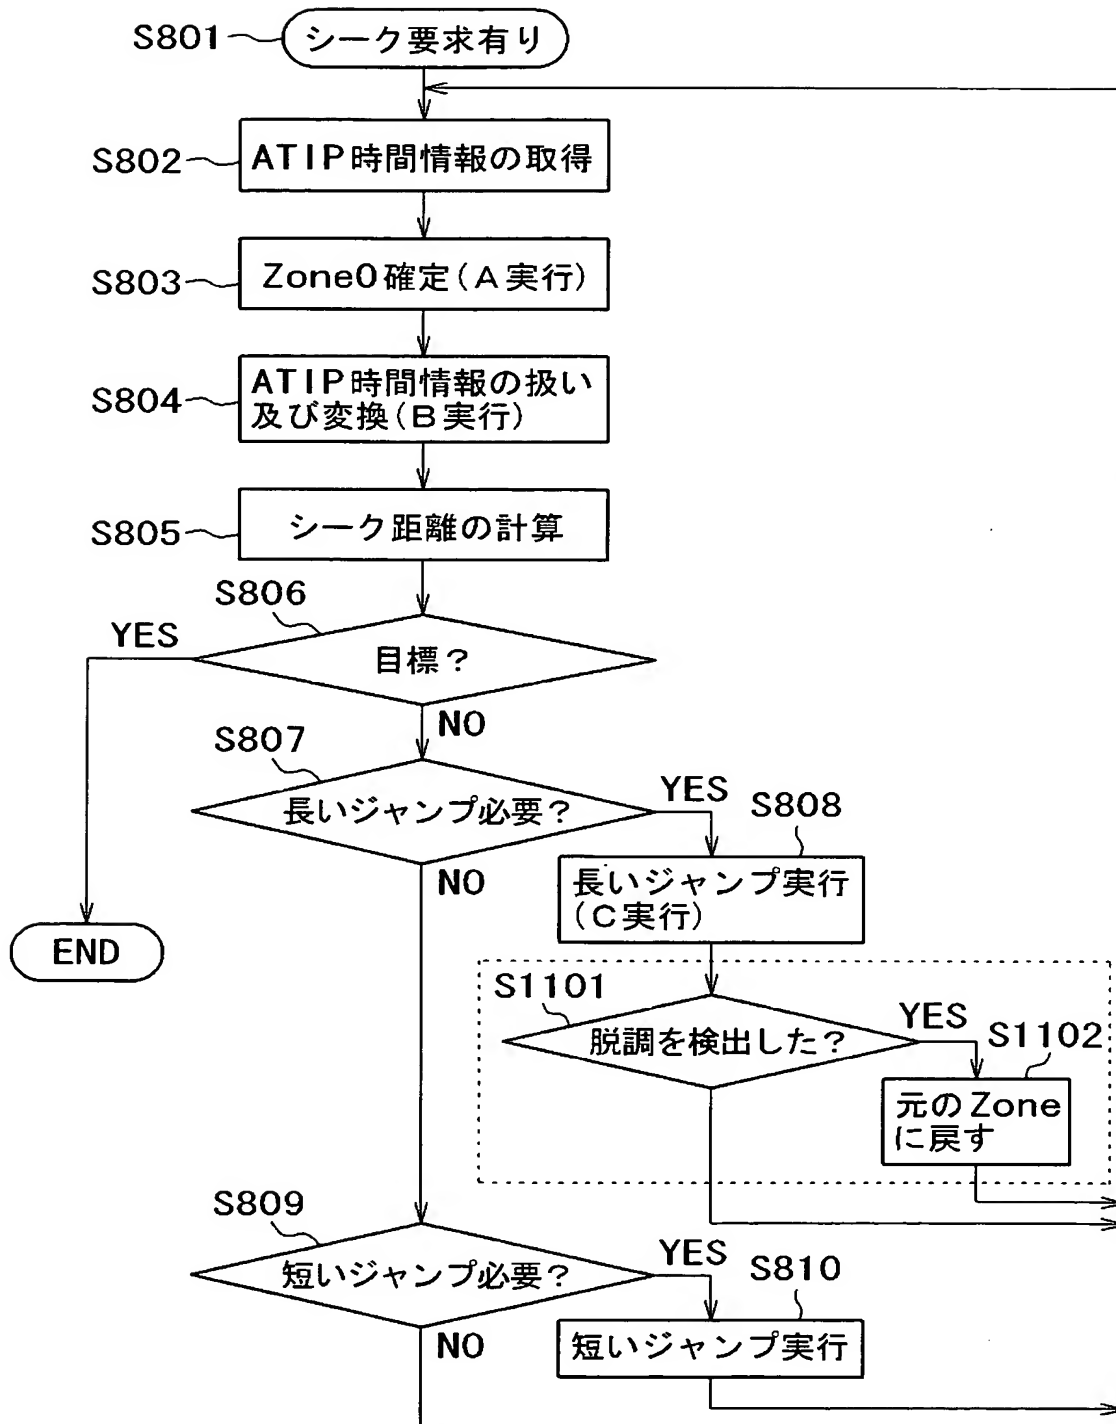 S801
シーク要求有り
S802
ATIP時間情報の取得
S803
Zone0確定(A実行)
S804
ATIP時間情報の扱い
及び変換(B実行)
S805
シーク距離の計算
S806
YES
目標?
NO
S807
長いジャンプ必要?
YES
S808
NO
長いジャンプ実行
(C実行)
END
S1101
脱調を検出した?
YES
S1102
元のZone
に戻す
S809
短いジャンプ必要?
YES
S810
NO
短いジャンプ実行